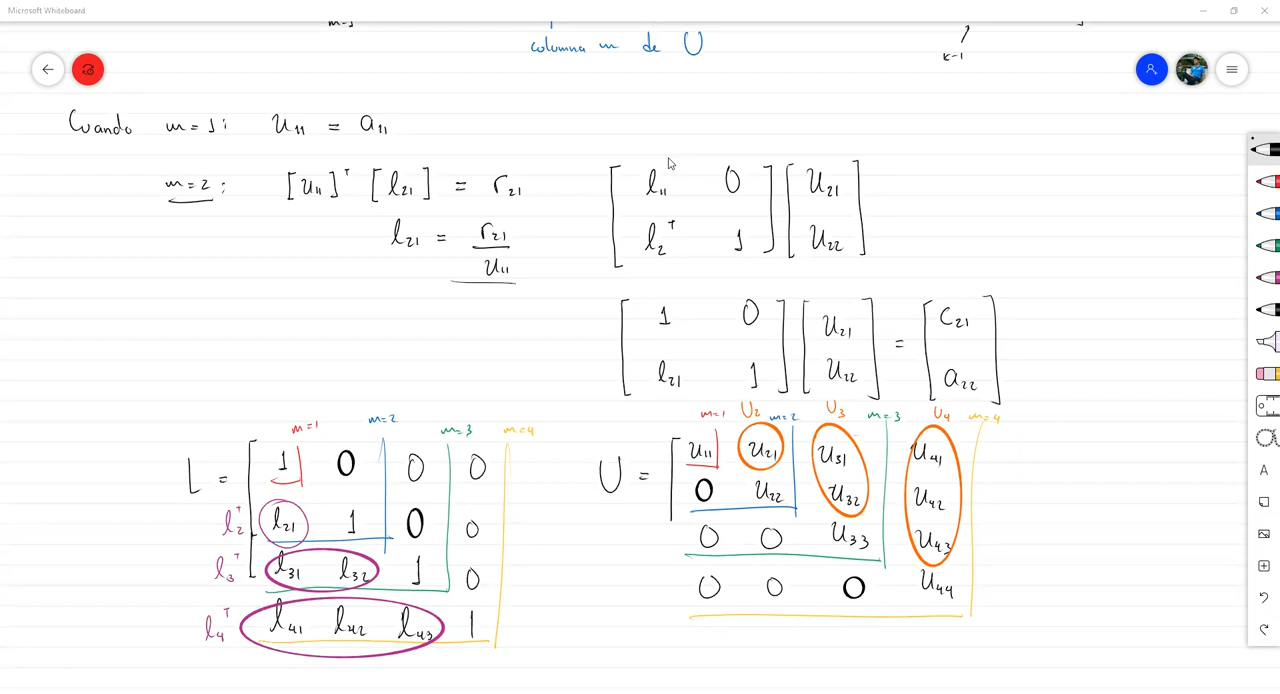 Microsoft Whiteboard
columna m de U
k-1
Cuando m=1: u₁₁ = a₁₁
m=2: [u₁₁]ᵀ [l₂₁] = r₂₁
l₂₁ = r₂₁ / u₁₁
[ l₁₁ 0 ] [ u₂₁ ]
[ l₂ᵀ 1 ] [ u₂₂ ]
[ 1 0 ] [ u₂₁ ] = [ c₂₁ ]
[ l₂₁ 1 ] [ u₂₂ ] [ a₂₂ ]
m=1 m=2 m=3 m=4
L = [ 1 0 0 0
l₂ᵀ l₂₁ 1 0 0
l₃ᵀ l₃₁ l₃₂ 1 0
l₄ᵀ l₄₁ l₄₂ l₄₃ 1
m=1 U₂ m=2 U₃ m=3 U₄ m=4
U = [ u₁₁ u₂₁ u₃₁ u₄₁
0 u₂₂ u₃₂ u₄₂
0 0 u₃₃ u₄₃
0 0 0 u₄₄
A